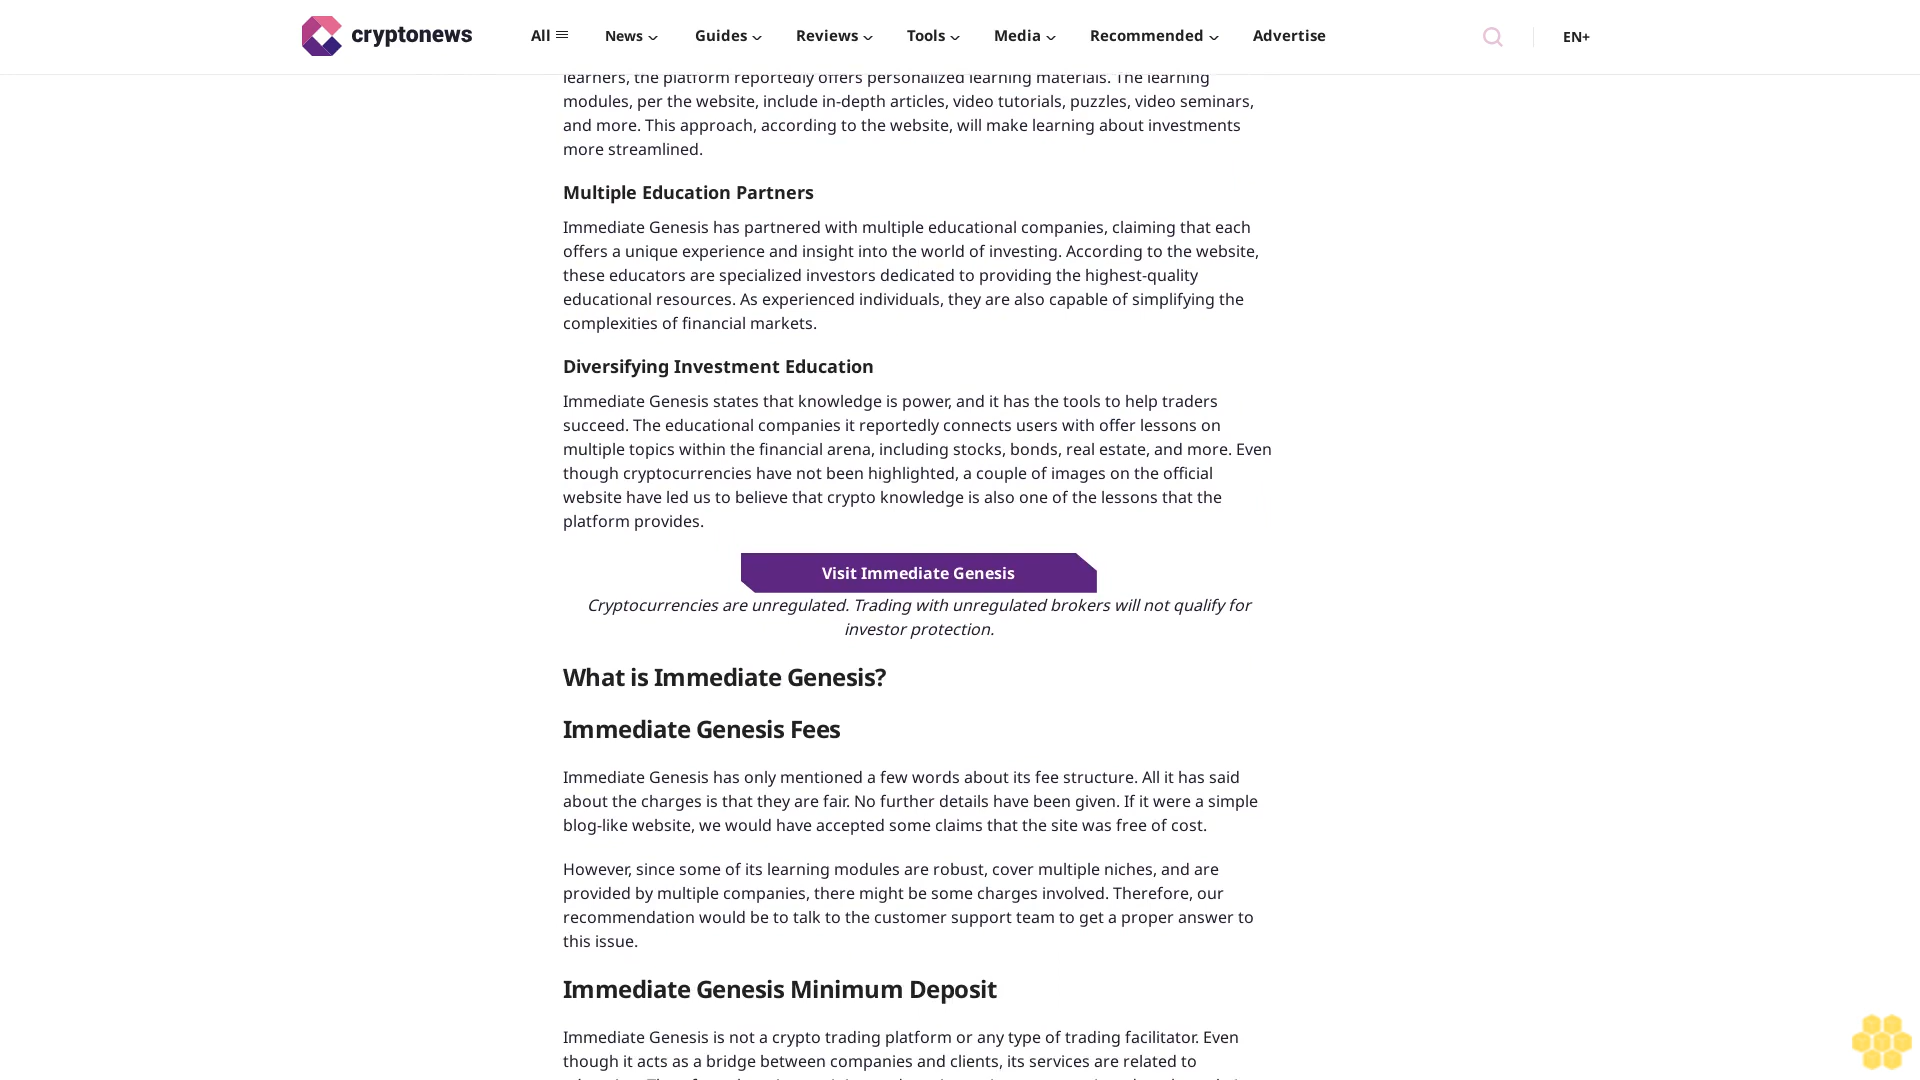 cryptonews
All
News
Guides
Reviews
Tools
Media
Recommended
Advertise
EN+
learners, the platform reportedly offers personalized learning materials. The learning
modules, per the website, include in-depth articles, video tutorials, puzzles, video seminars,
and more. This approach, according to the website, will make learning about investments
more streamlined.
Multiple Education Partners
Immediate Genesis has partnered with multiple educational companies, claiming that each
offers a unique experience and insight into the world of investing. According to the website,
these educators are specialized investors dedicated to providing the highest-quality
educational resources. As experienced individuals, they are also capable of simplifying the
complexities of financial markets.
Diversifying Investment Education
Immediate Genesis states that knowledge is power, and it has the tools to help traders
succeed. The educational companies it reportedly connects users with offer lessons on
multiple topics within the financial arena, including stocks, bonds, real estate, and more. Even
though cryptocurrencies have not been highlighted, a couple of images on the official
website have led us to believe that crypto knowledge is also one of the lessons that the
platform provides.
Visit Immediate Genesis
Cryptocurrencies are unregulated. Trading with unregulated brokers will not qualify for
investor protection.
What is Immediate Genesis?
Immediate Genesis Fees
Immediate Genesis has only mentioned a few words about its fee structure. All it has said
about the charges is that they are fair. No further details have been given. If it were a simple
blog-like website, we would have accepted some claims that the site was free of cost.
However, since some of its learning modules are robust, cover multiple niches, and are
provided by multiple companies, there might be some charges involved. Therefore, our
recommendation would be to talk to the customer support team to get a proper answer to
this issue.
Immediate Genesis Minimum Deposit
Immediate Genesis is not a crypto trading platform or any type of trading facilitator. Even
though it acts as a bridge between companies and clients, its services are related to